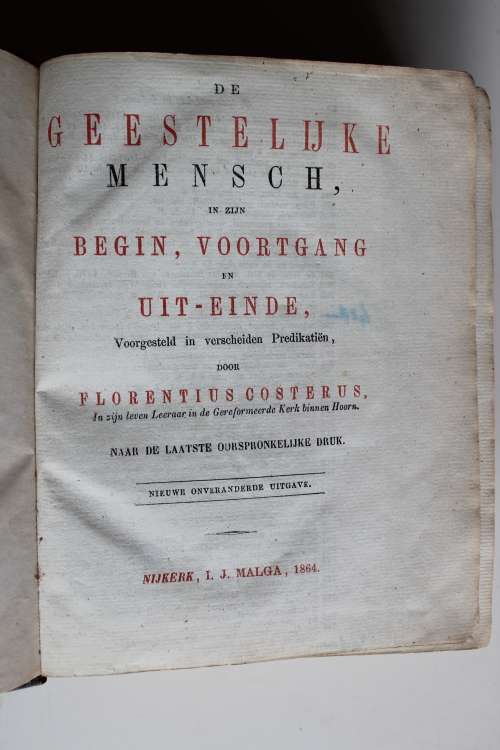 DE
GEESTELIJKE
MENSCH,
IN ZIJN
BEGIN, VOORTGANG
EN
UIT-EINDE,
Voorgesteld in verscheiden Predikatiën,
DOOR
FLORENTIUS COSTERUS,
In zijn leven Leeraar in de Gereformeerde Kerk binnen Hoorn.
NAAR DE LAATSTE OORSPRONKELIJKE DRUK.
NIEUWE ONVERANDERDE UITGAVE.
NIJKERK, I. J. MALGA, 1864.